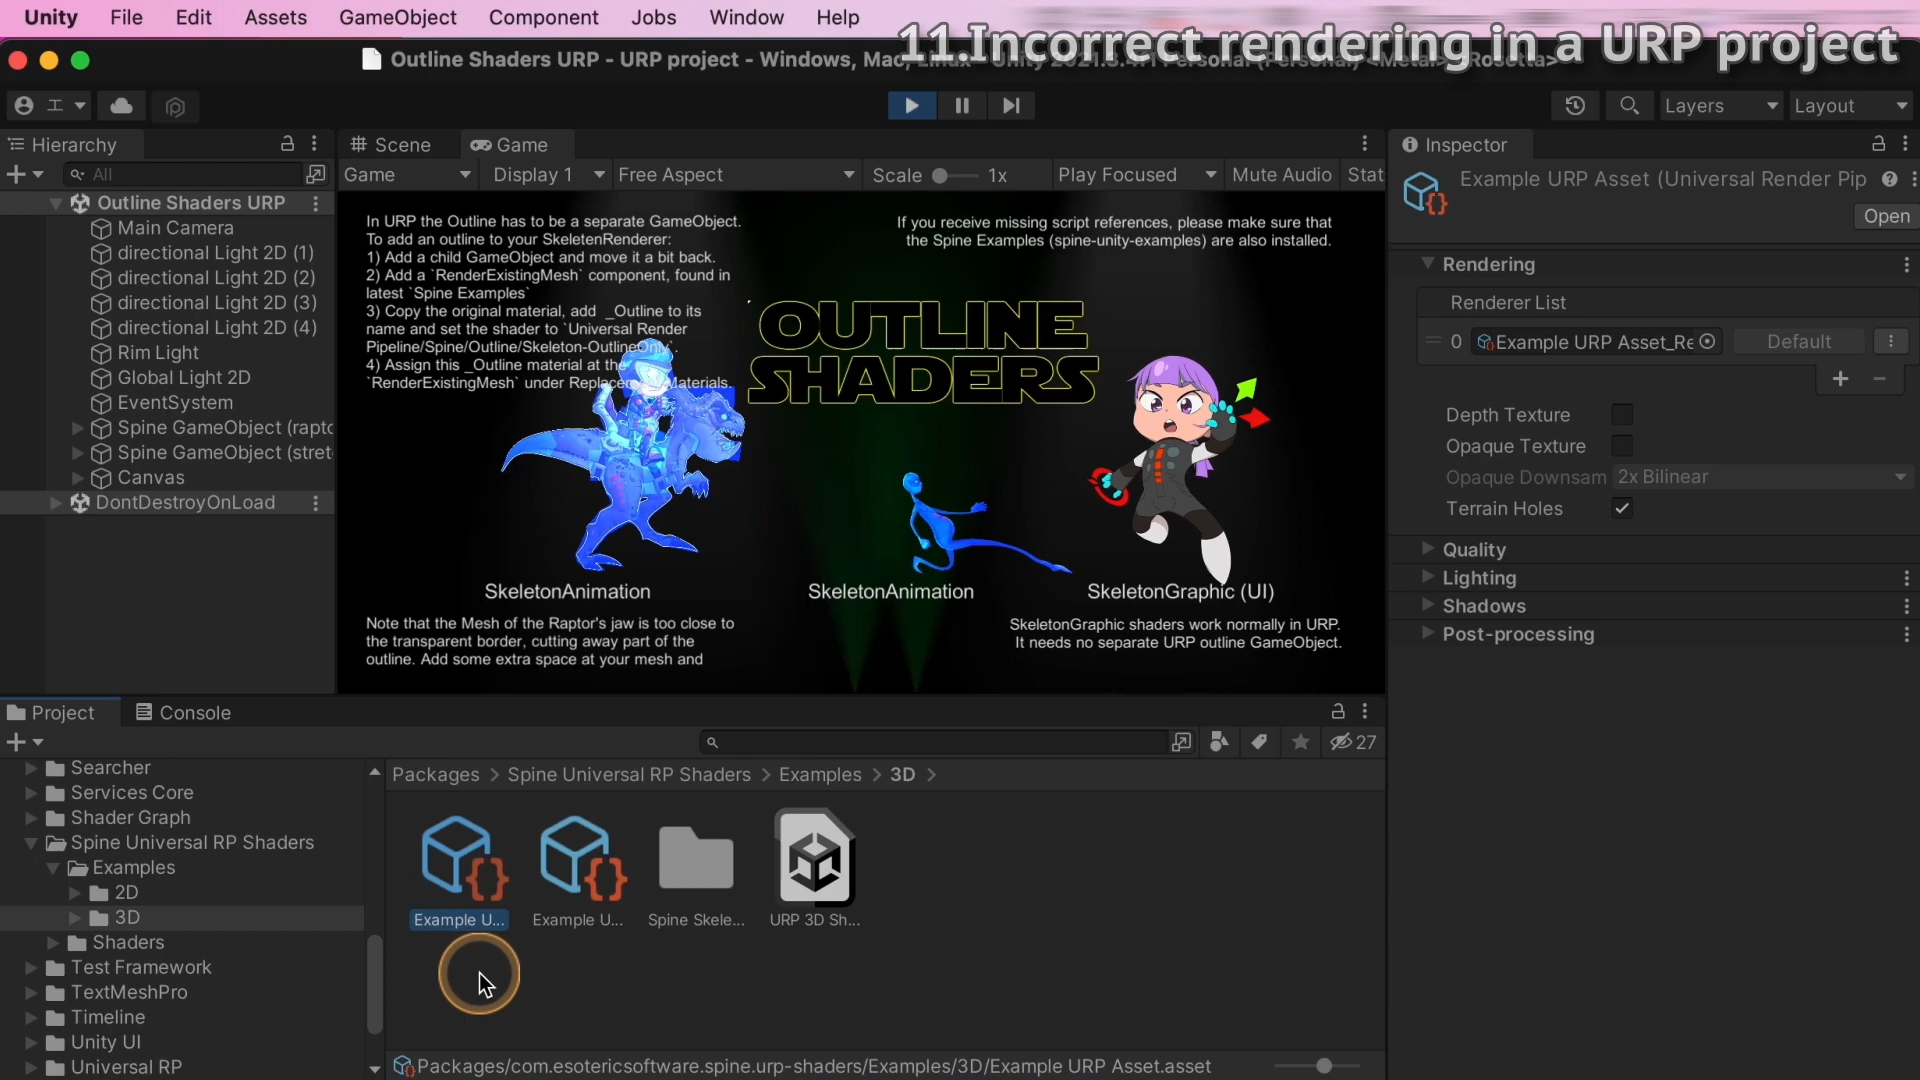 Unity File Edit Assets GameObject Component Jobs Window Help
11.Incorrect rendering in a URP project
Outline Shaders URP - URP project - Windows, Mac,
エ
Layers
Layout
Hierarchy
All
Outline Shaders URP
Main Camera
directional Light 2D (1)
directional Light 2D (2)
directional Light 2D (3)
directional Light 2D (4)
Rim Light
Global Light 2D
EventSystem
Spine GameObject (rapto
Spine GameObject (stret
Canvas
DontDestroyOnLoad
Scene
Game
Game Display 1 Free Aspect Scale 1x Play Focused Mute Audio Stat
In URP the Outline has to be a separate GameObject.
To add an outline to your SkeletenRenderer:
1) Add a child GameObject and move it a bit back.
2) Add a `RenderExistingMesh` component, found in
latest `Spine Examples`
3) Copy the original material, add _Outline to its
name and set the shader to `Universal Render
Pipeline/Spine/Outline/Skeleton-OutlineOnly`.
4) Assign this _Outline material at the
`RenderExistingMesh` under Replacement Materials.
If you receive missing script references, please make sure that
the Spine Examples (spine-unity-examples) are also installed.
OUTLINE
SHADERS
SkeletonAnimation
SkeletonAnimation
SkeletonGraphic (UI)
Note that the Mesh of the Raptor's jaw is too close to
the transparent border, cutting away part of the
outline. Add some extra space at your mesh and
SkeletonGraphic shaders work normally in URP.
It needs no separate URP outline GameObject.
Inspector
Example URP Asset (Universal Render Pip
Open
Rendering
Renderer List
0 Example URP Asset_Re Default
Depth Texture
Opaque Texture
Opaque Downsam 2x Bilinear
Terrain Holes
Quality
Lighting
Shadows
Post-processing
Project
Console
27
Searcher
Services Core
Shader Graph
Spine Universal RP Shaders
Examples
2D
3D
Shaders
Test Framework
TextMeshPro
Timeline
Unity UI
Universal RP
Packages > Spine Universal RP Shaders > Examples > 3D >
Example U...
Example U...
Spine Skele...
URP 3D Sh...
Packages/com.esotericsoftware.spine.urp-shaders/Examples/3D/Example URP Asset.asset